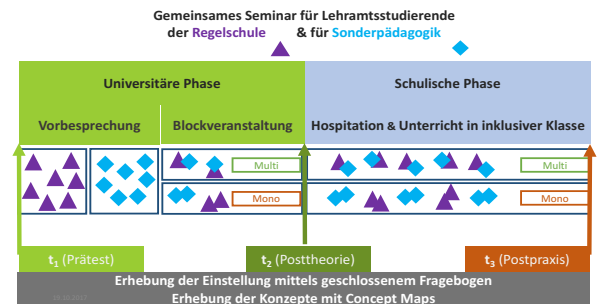 Gemeinsames Seminar für Lehramtsstudierende
der Regelschule & für Sonderpädagogik
Universitäre Phase
Schulische Phase
Vorbesprechung
Blockveranstaltung
Hospitation & Unterricht in inklusiver Klasse
Multi
Multi
Mono
Mono
t₁ (Prätest)
t₂ (Posttheorie)
t₃ (Postpraxis)
Erhebung der Einstellung mittels geschlossenem Fragebogen
Erhebung der Konzepte mit Concept Maps